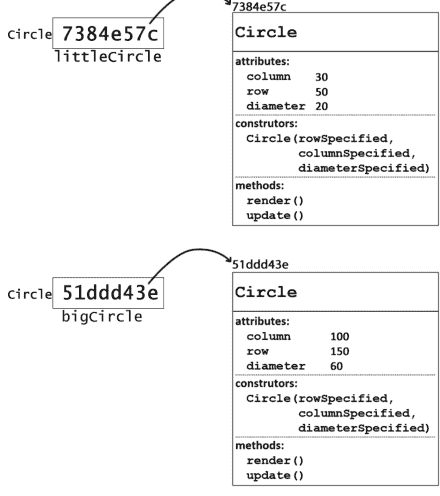 7384e57c
Circle 7384e57c
littleCircle
Circle
attributes:
column 30
row 50
diameter 20
construtors:
Circle(rowSpecified,
columnSpecified,
diameterSpecified)
methods:
render()
update()
51ddd43e
Circle 51ddd43e
bigCircle
Circle
attributes:
column 100
row 150
diameter 60
construtors:
Circle(rowSpecified,
columnSpecified,
diameterSpecified)
methods:
render()
update()